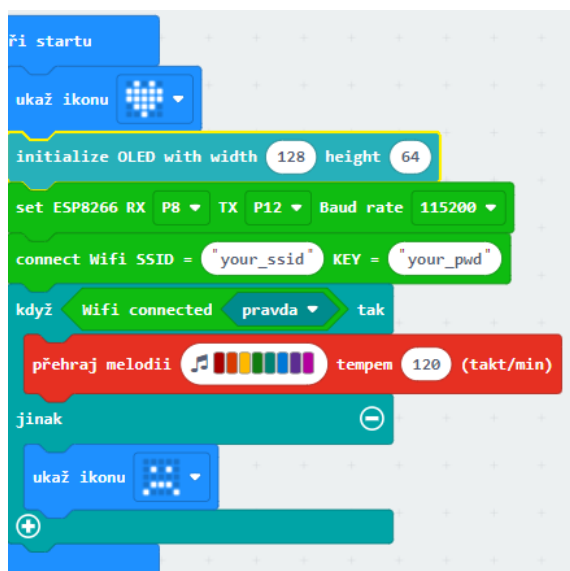 ři startu
ukaž ikonu
initialize OLED with width 128 height 64
set ESP8266 RX P8 TX P12 Baud rate 115200
connect Wifi SSID = "your_ssid" KEY = "your_pwd"
když Wifi connected pravda tak
přehraj melodii tempem 120 (takt/min)
jinak
ukaž ikonu